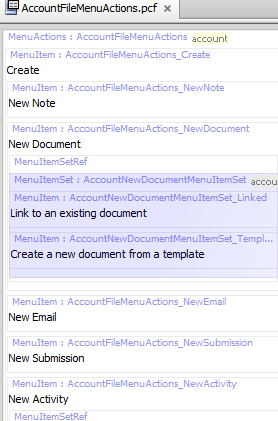 AccountFileMenuActions.pcf
MenuActions : AccountFileMenuActions account
MenuItem : AccountFileMenuActions_Create
Create
MenuItem : AccountFileMenuActions_NewNote
New Note
MenuItem : AccountFileMenuActions_NewDocument
New Document
MenuItemSetRef
MenuItemSet : AccountNewDocumentMenuItemSet accou
MenuItem : AccountNewDocumentMenuItemSet_Linked
Link to an existing document
MenuItem : AccountNewDocumentMenuItemSet_Templ...
Create a new document from a template
MenuItem : AccountFileMenuActions_NewEmail
New Email
MenuItem : AccountFileMenuActions_NewSubmission
New Submission
MenuItem : AccountFileMenuActions_NewActivity
New Activity
MenuItemSetRef